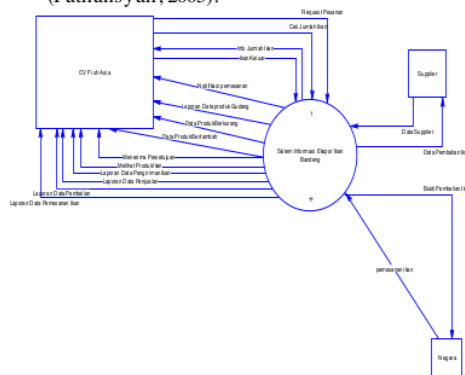 (Fathansyah, 2005).
Request Pesanan
Cek Jumlah Ikan
Info Jumlah Ikan
Ikan Keluar
CV Fish Asia
Supplier
Notifikasi pemesanan
Laporan Data produk Gudang
Data Produk Berkurang
Data Produk Bertambah
1
Sistem Informasi Ekspor Ikan
Bandeng
+
Data Supplier
Data Pembelian Ik
Menerima Persetujuan
Melihat Produk Ikan
Laporan Data Pengiriman Ikan
Laporan Data Penjualan
Laporan Data Pembelian
Laporan Data Pemesanan Ikan
Bukti Pembelian Ik
pemesanan ikan
Negara